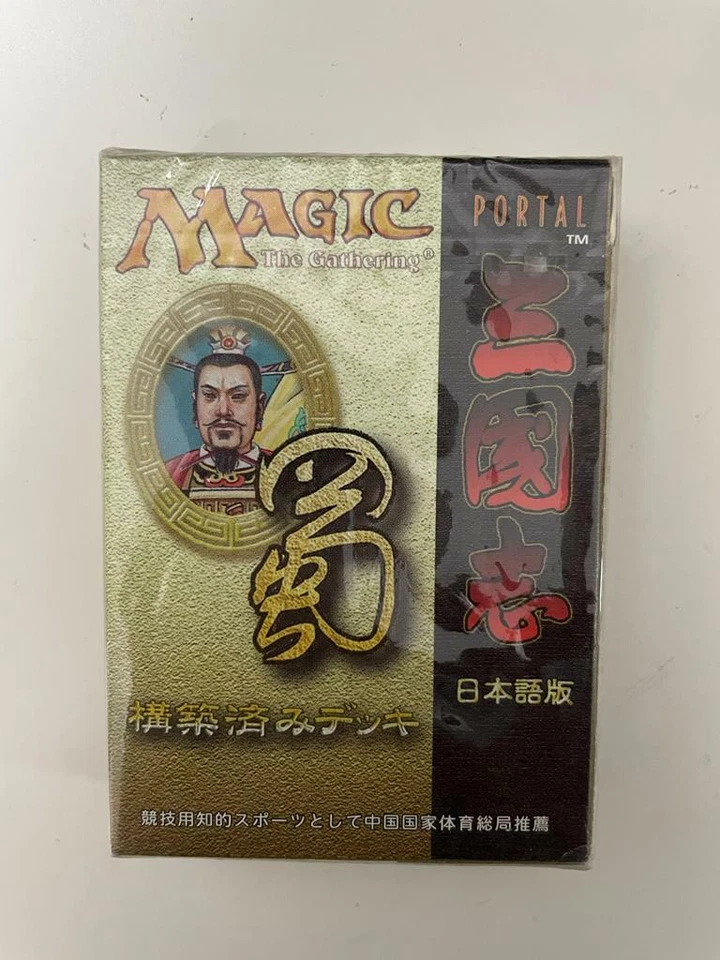 MAGIC
The Gathering®
PORTAL
TM
三國志
蜀
日本語版
構築済みデッキ
競技用知的スポーツとして中国国家体育総局推薦